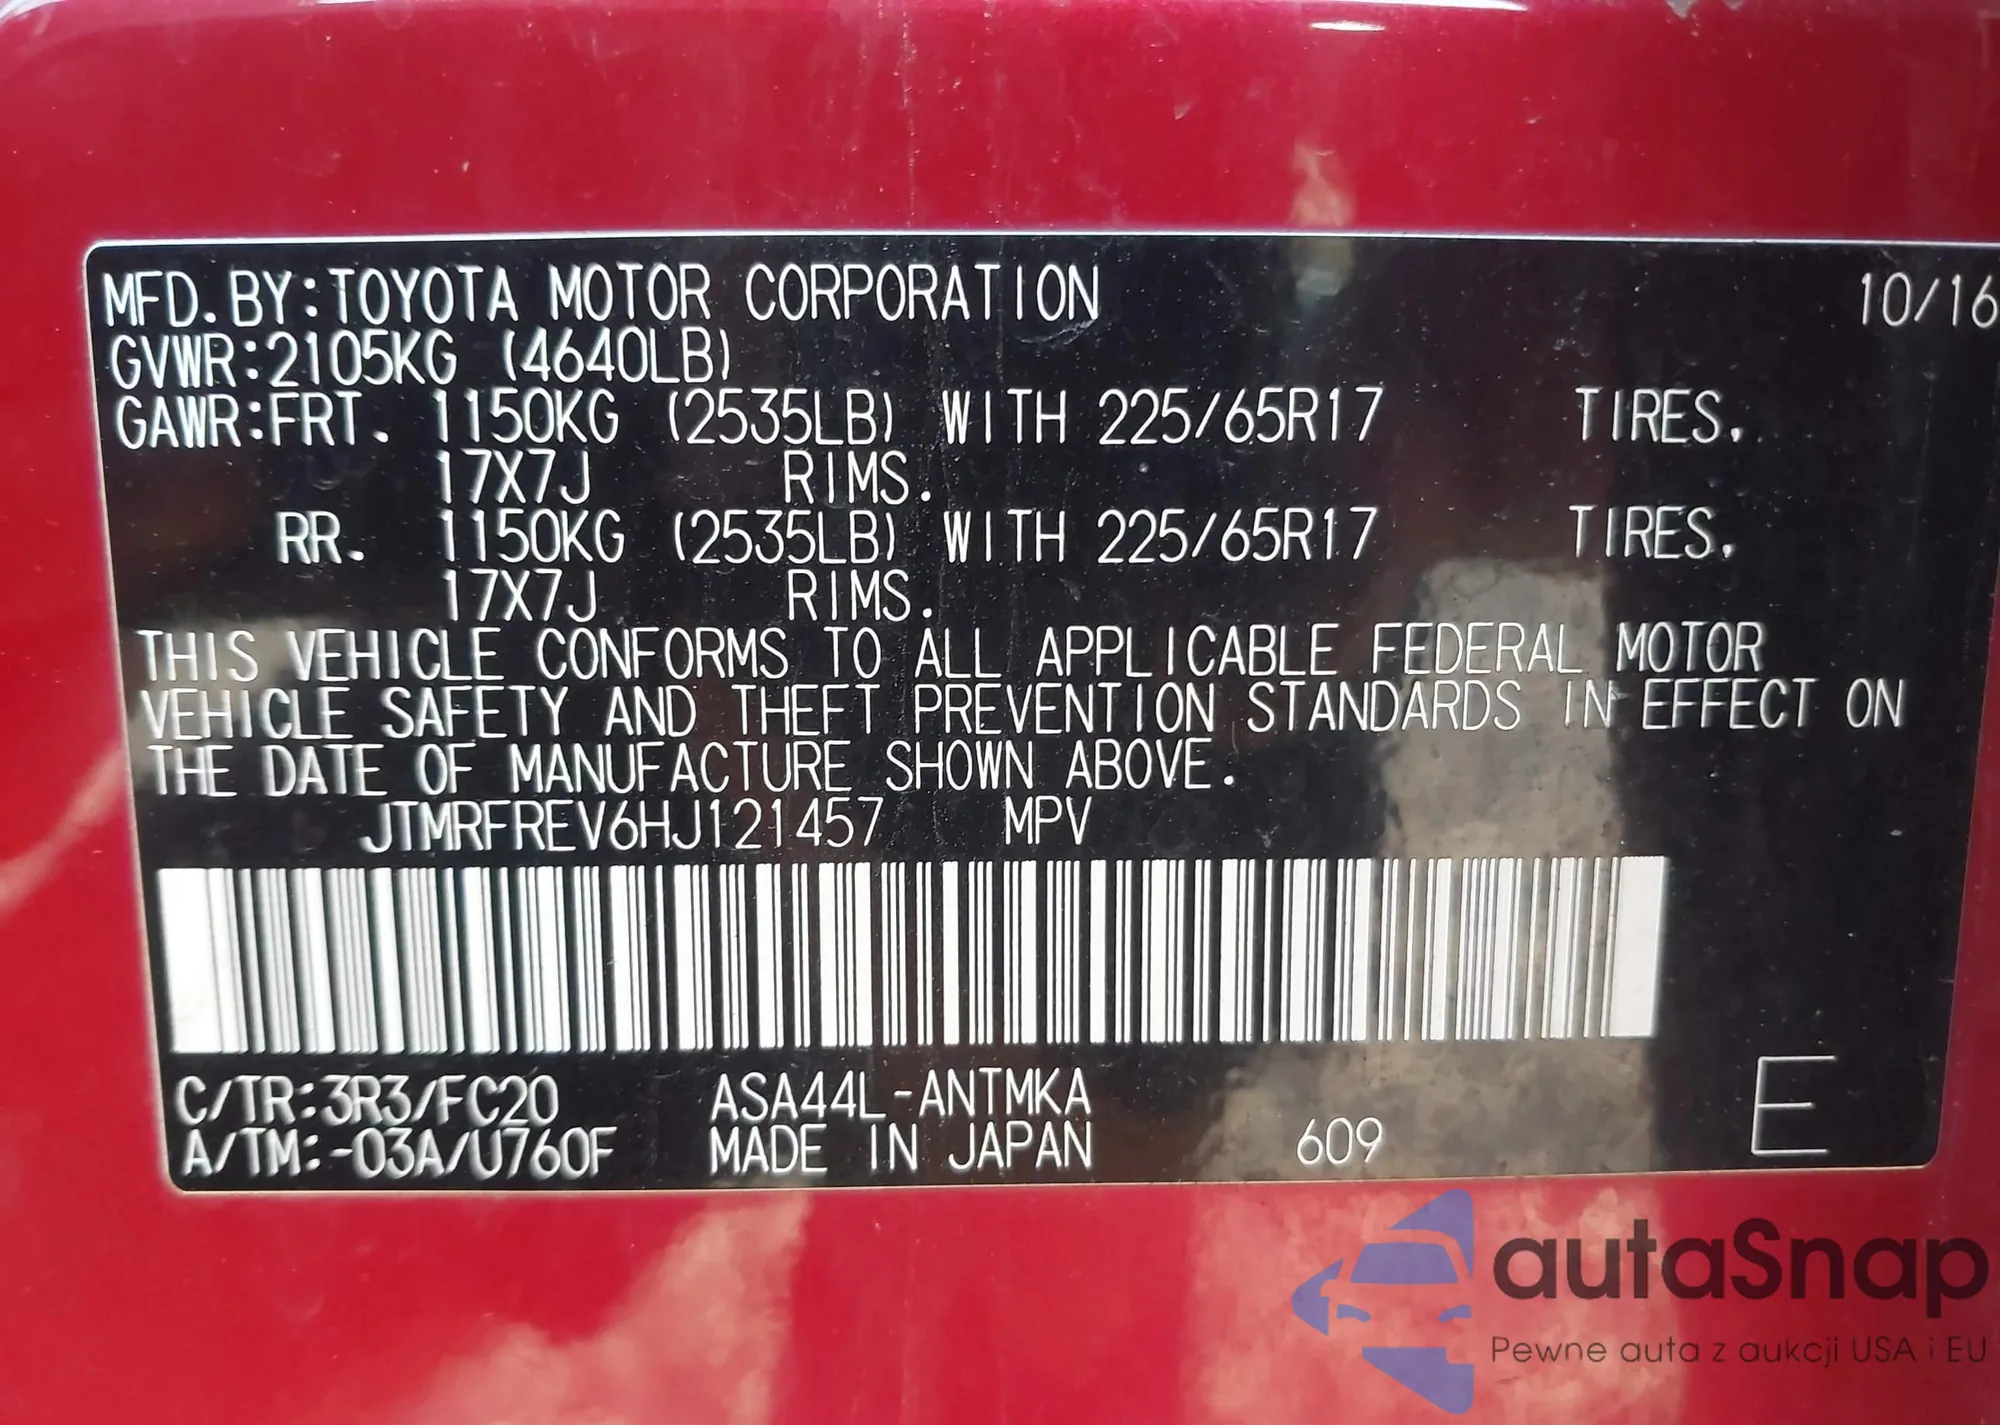 MFD.BY:TOYOTA MOTOR CORPORATION 10/16
GVWR:2105KG (4640LB)
GAWR:FRT. 1150KG (2535LB) WITH 225/65R17 TIRES,
17X7J RIMS.
RR. 1150KG (2535LB) WITH 225/65R17 TIRES,
17X7J RIMS.
THIS VEHICLE CONFORMS TO ALL APPLICABLE FEDERAL MOTOR
VEHICLE SAFETY AND THEFT PREVENTION STANDARDS IN EFFECT ON
THE DATE OF MANUFACTURE SHOWN ABOVE.
JTMRFREV6HJ121457 MPV
C/TR:3R3/FC20 ASA44L-ANTMKA
A/TM:-03A/U760F MADE IN JAPAN 609 E
autaSnap
Pewne auta z aukcji USA i EU